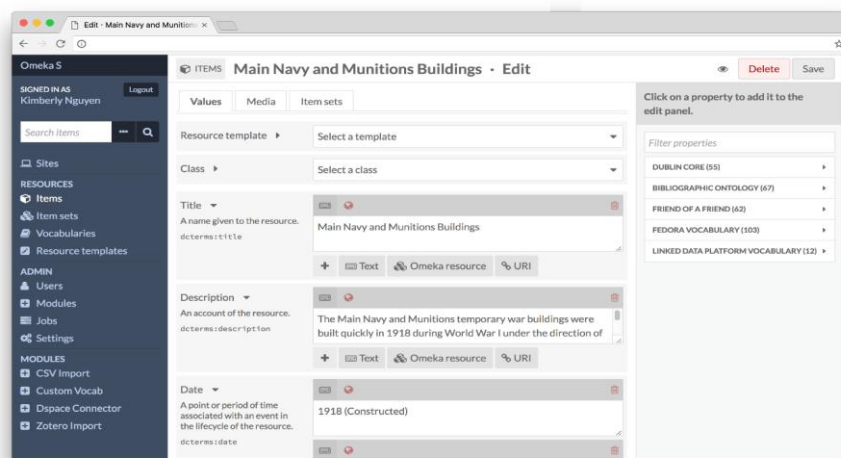 Edit · Main Navy and Munitions
Omeka S
SIGNED IN AS
Logout
Kimberly Nguyen
Search items
Sites
RESOURCES
Items
Item sets
Vocabularies
Resource templates
ADMIN
Users
Modules
Jobs
Settings
MODULES
CSV Import
Custom Vocab
Dspace Connector
Zotero Import
ITEMS Main Navy and Munitions Buildings · Edit
Delete Save
Values Media Item sets
Resource template Select a template
Class Select a class
Title
A name given to the resource.
dcterms:title
Main Navy and Munitions Buildings
+ Text Omeka resource URI
Description
An account of the resource.
dcterms:description
The Main Navy and Munitions temporary war buildings were
built quickly in 1918 during World War I under the direction of
+ Text Omeka resource URI
Date
A point or period of time
associated with an event in
the lifecycle of the resource.
dcterms:date
1918 (Constructed)
Click on a property to add it to the
edit panel.
Filter properties
DUBLIN CORE (55)
BIBLIOGRAPHIC ONTOLOGY (67)
FRIEND OF A FRIEND (62)
FEDORA VOCABULARY (103)
LINKED DATA PLATFORM VOCABULARY (12)